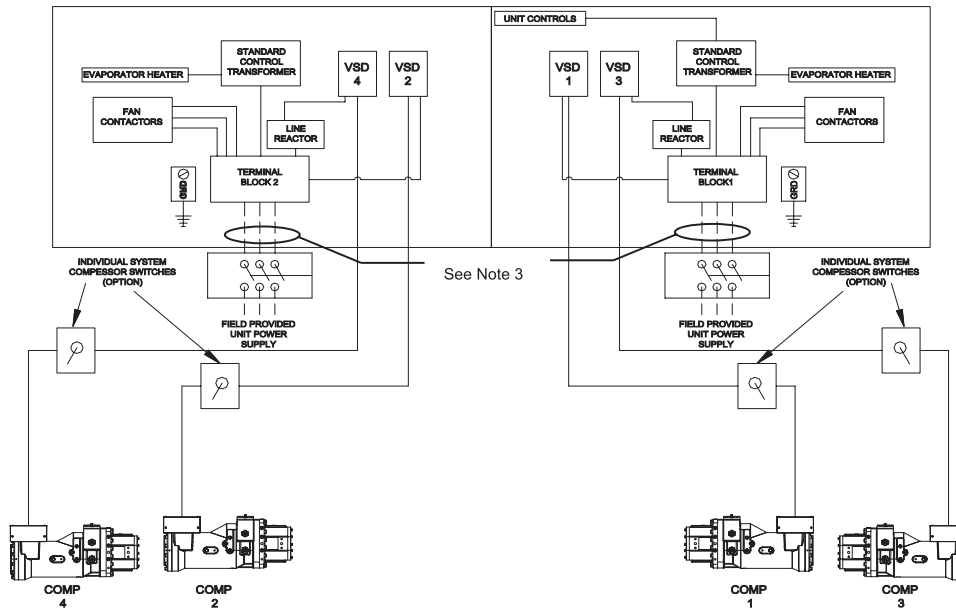 UNIT CONTROLS
STANDARD
CONTROL
TRANSFORMER
VSD
4
VSD
2
EVAPORATOR HEATER
FAN
CONTACTORS
LINE
REACTOR
TERMINAL
BLOCK 2
GRD
VSD
1
VSD
3
STANDARD
CONTROL
TRANSFORMER
EVAPORATOR HEATER
FAN
CONTACTORS
LINE
REACTOR
TERMINAL
BLOCK1
GRD
See Note 3
INDIVIDUAL SYSTEM
COMPESSOR SWITCHES
(OPTION)
FIELD PROVIDED
UNIT POWER
SUPPLY
FIELD PROVIDED
UNIT POWER
SUPPLY
INDIVIDUAL SYSTEM
COMPESSOR SWITCHES
(OPTION)
COMP
4
COMP
2
COMP
1
COMP
3